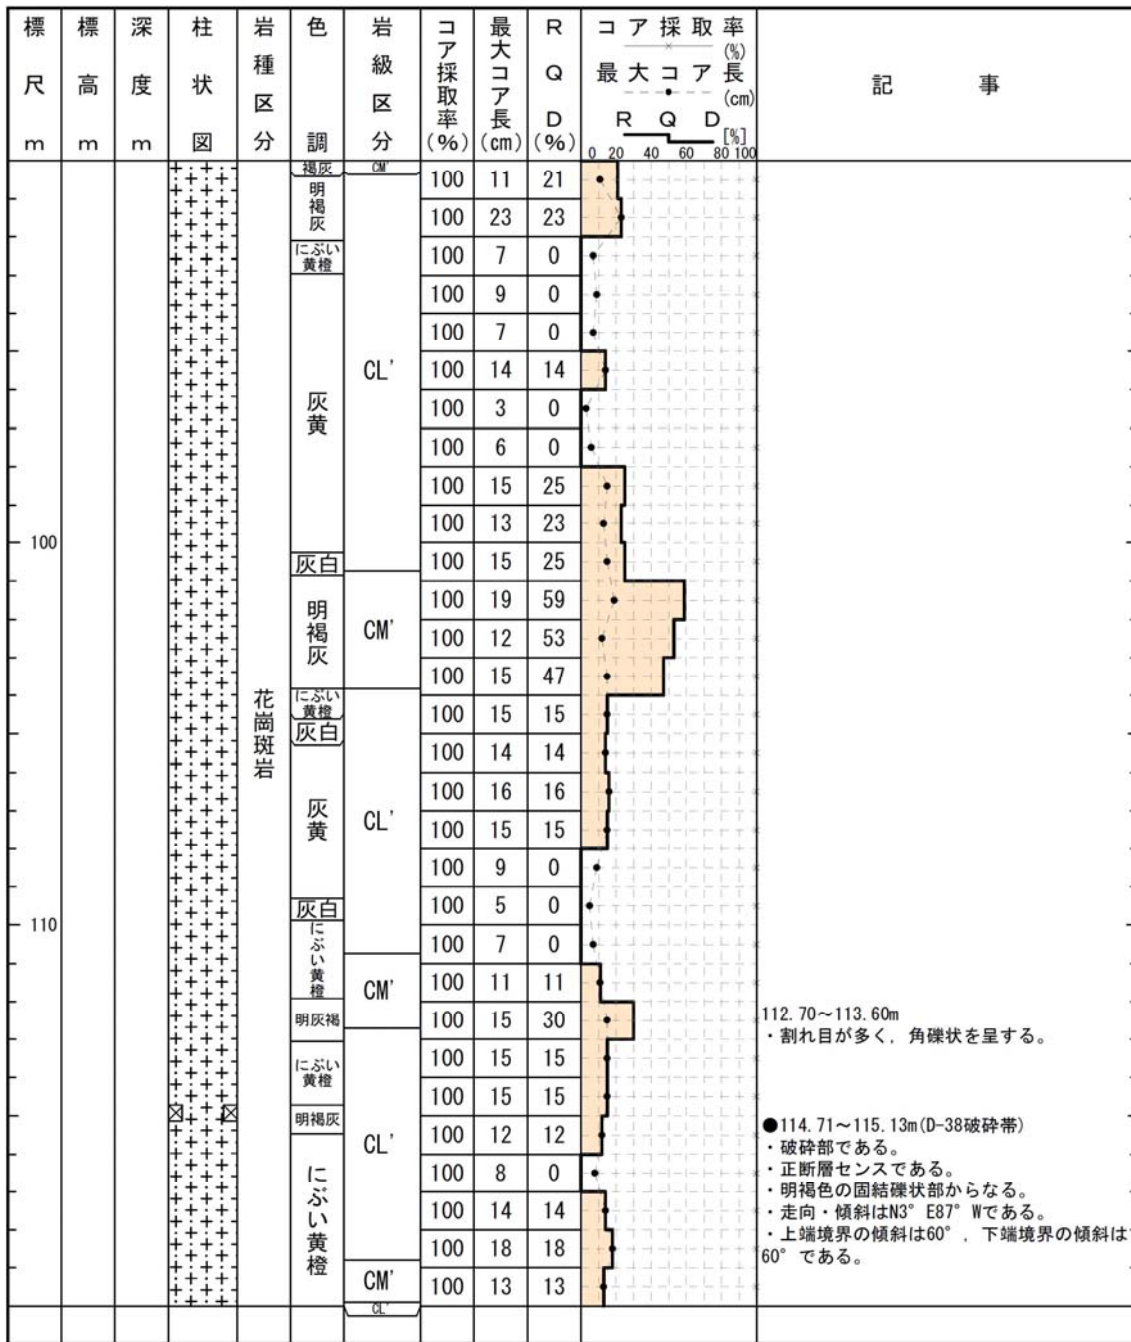 標尺m
標高m
深度m
柱状図
岩種区分
色調
岩級区分
コア採取率(%)
最大コア長(cm)
RQD(%)
コア採取率(%)
最大コア長(cm)
RQD[%]
0 20 40 60 80 100
記事
褐灰
CM'
100 11 21
明褐灰
100 23 23
にぶい
黄橙
100 7 0
100 9 0
100 7 0
CL'
100 14 14
灰黄
100 3 0
100 6 0
100 15 25
100
100 13 23
灰白
100 15 25
100 19 59
明褐灰
CM'
100 12 53
100 15 47
花崗斑岩
にぶい
黄橙
100 15 15
灰白
100 14 14
100 16 16
灰黄
CL'
100 15 15
100 9 0
灰白
100 5 0
110
にぶい黄橙
100 7 0
CM'
100 11 11
明灰褐
100 15 30
112.70～113.60m
・割れ目が多く，角礫状を呈する。
にぶい
黄橙
100 15 15
100 15 15
明褐灰
CL'
100 12 12
●114.71～115.13m(D-38破砕帯)
・破砕部である。
・正断層センスである。
・明褐色の固結礫状部からなる。
・走向・傾斜はN3°E87°Wである。
・上端境界の傾斜は60°，下端境界の傾斜は
60°である。
にぶい黄橙
100 8 0
100 14 14
100 18 18
CM'
100 13 13
CL'